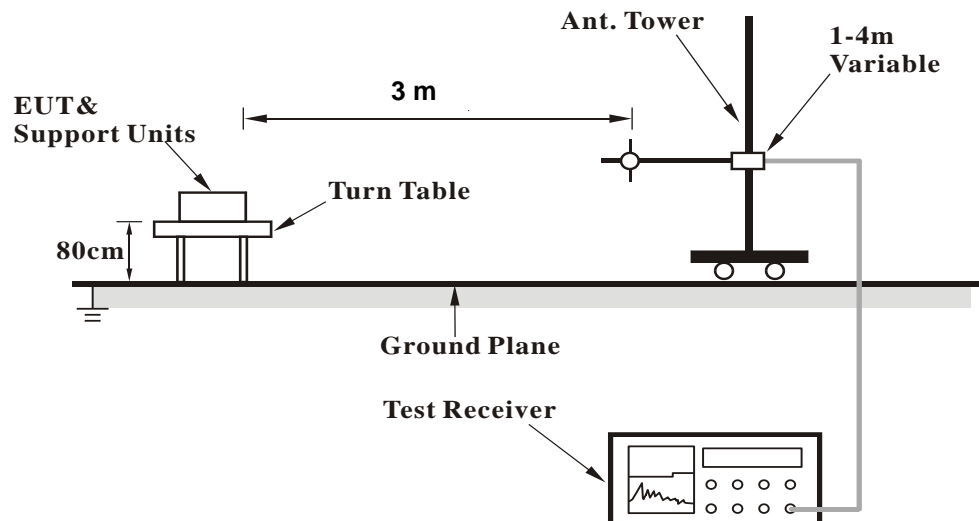 Ant. Tower
1-4m
Variable
3 m
EUT&
Support Units
Turn Table
80cm
Ground Plane
Test Receiver